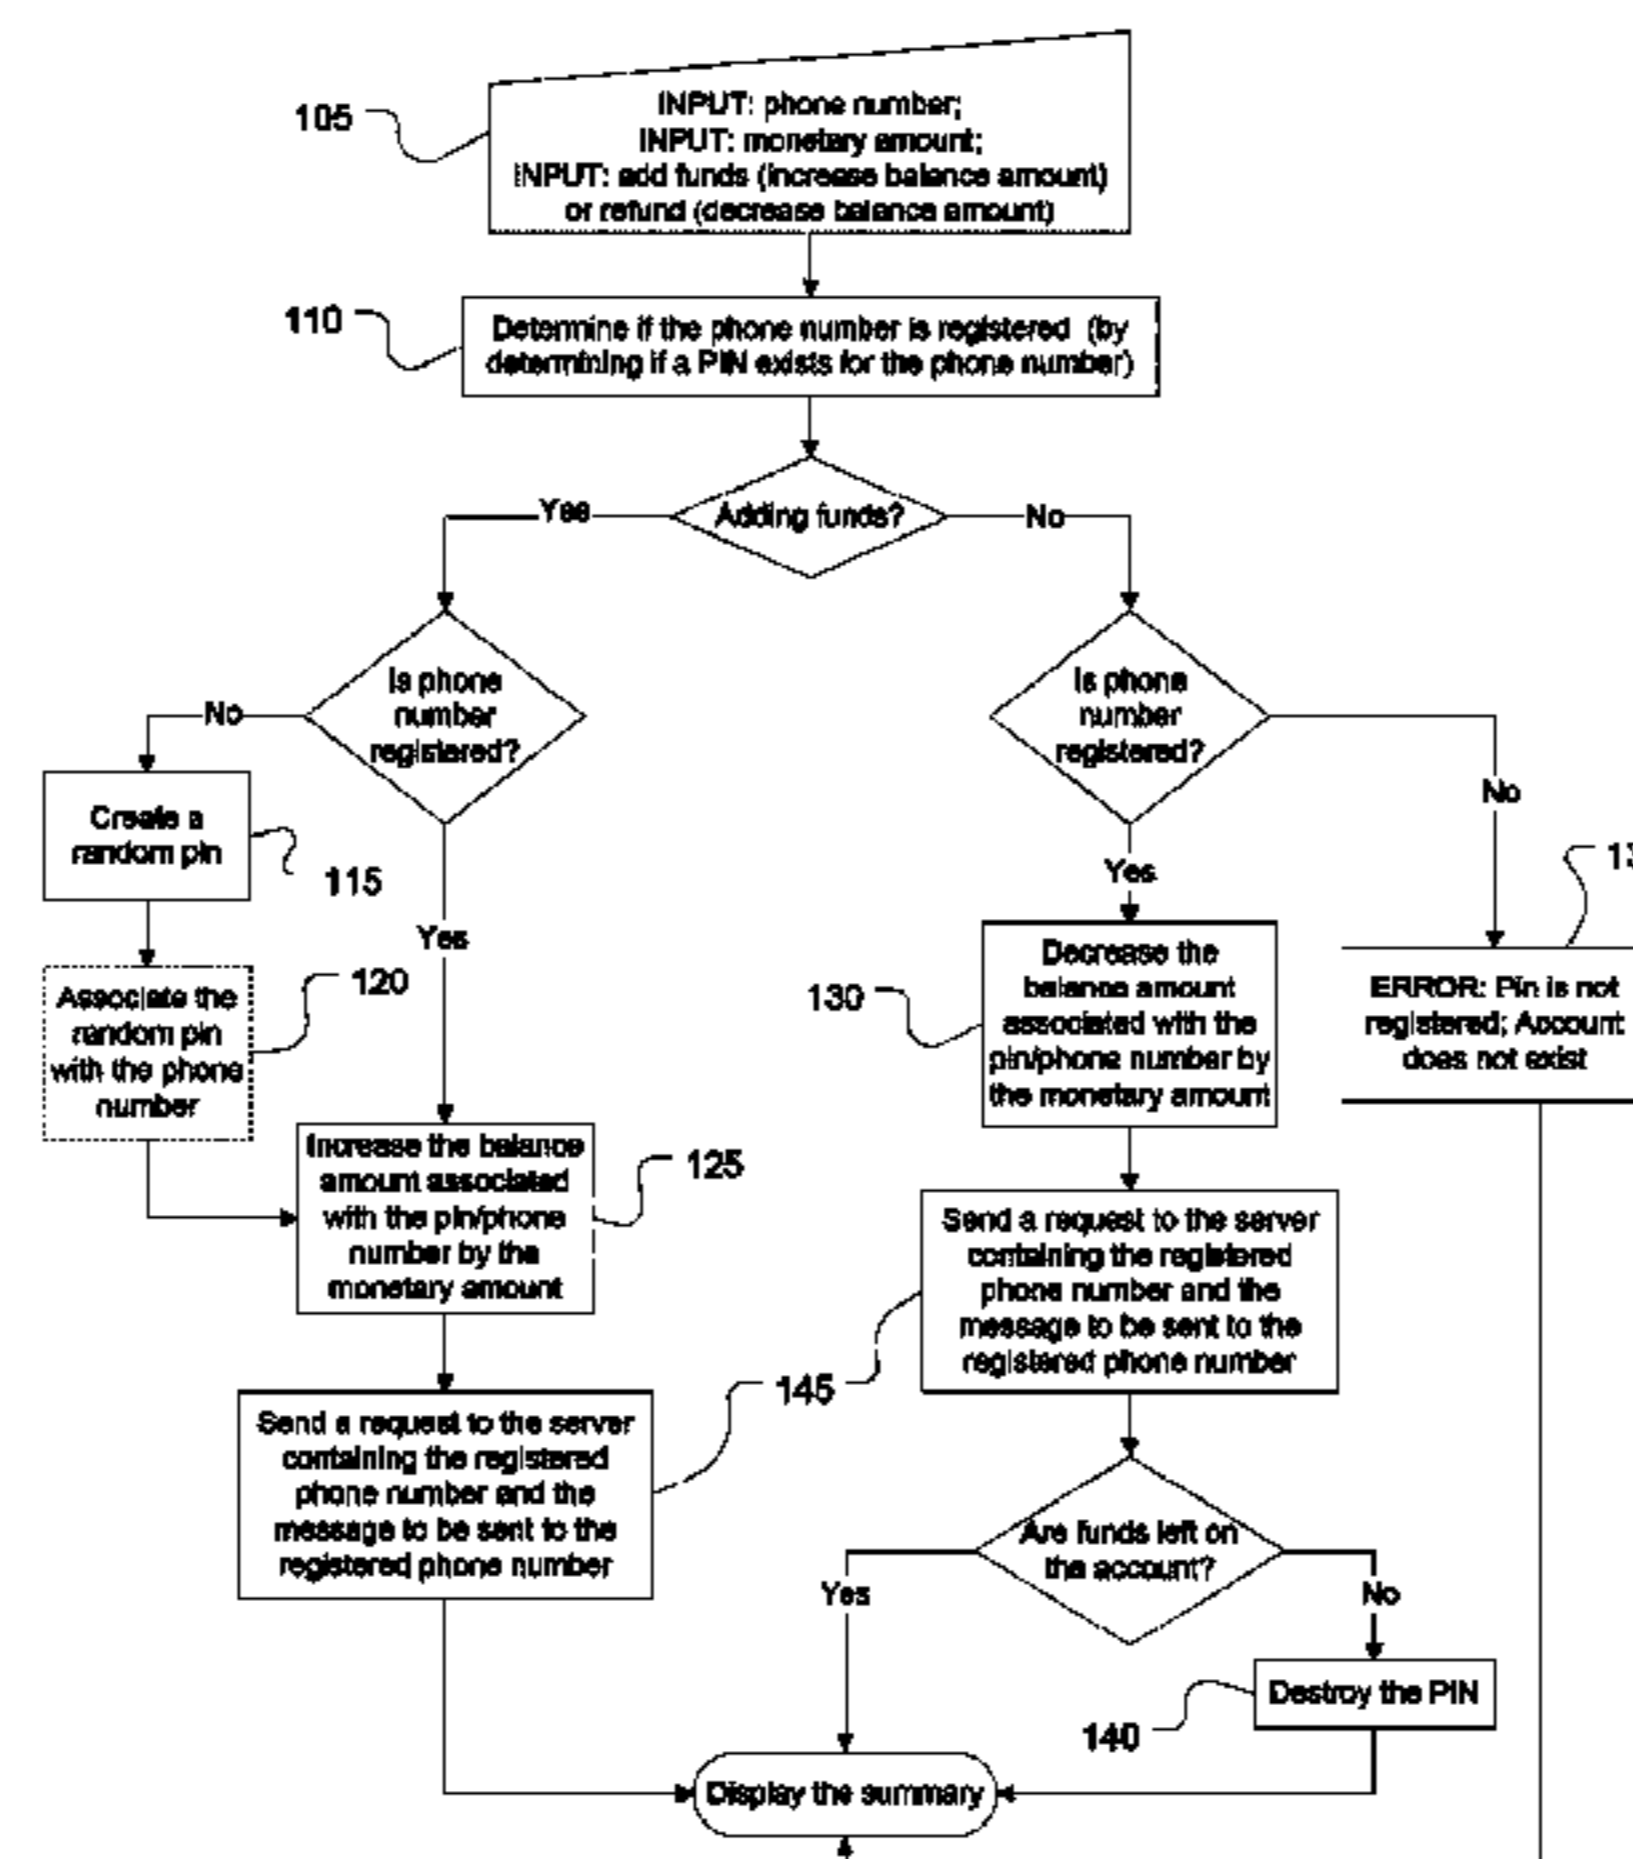 105
INPUT: phone number;
INPUT: monetary amount;
INPUT: add funds (increase balance amount)
or refund (decrease balance amount)
110
Determine if the phone number is registered (by
determining if a PIN exists for the phone number)
Adding funds?
Yes
No
Is phone
number
registered?
No
Yes
Create a
random pin
115
Associate the
random pin
with the phone
number
120
Increase the balance
amount associated
with the pin/phone
number by the
monetary amount
125
Send a request to the server
containing the registered
phone number and the
message to be sent to the
registered phone number
145
Is phone
number
registered?
No
Yes
130
Decrease the
balance amount
associated with the
pin/phone number by
the monetary amount
ERROR: Pin is not
registered; Account
does not exist
Send a request to the server
containing the registered
phone number and the
message to be sent to the
registered phone number
Are funds left on
the account?
Yes
No
Destroy the PIN
140
Display the summary